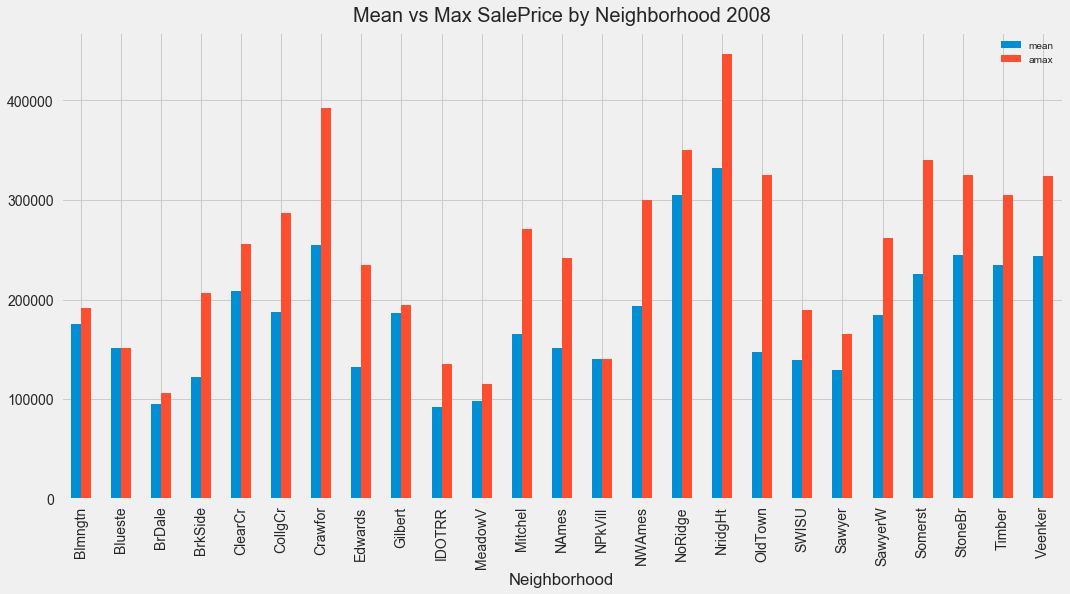 Mean vs Max SalePrice by Neighborhood 2008
mean
amax
400000
300000
200000
100000
0
Blmngtn
Blueste
BrDale
BrkSide
ClearCr
CollgCr
Crawfor
Edwards
Gilbert
IDOTRR
MeadowV
Mitchel
NAmes
NPkVill
NWAmes
NoRidge
NridgHt
OldTown
SWISU
Sawyer
SawyerW
Somerst
StoneBr
Timber
Veenker
Neighborhood